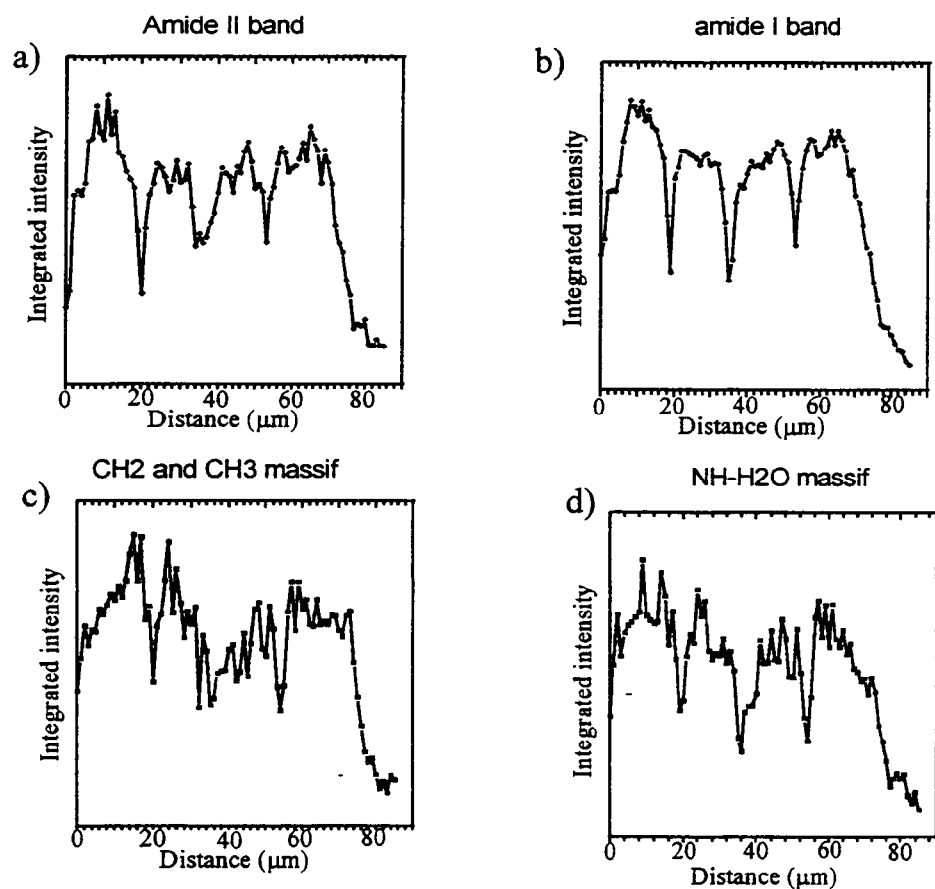 Amide II band
a)
Integrated intensity
0 20 40 60 80
Distance (μm)
amide I band
b)
Integrated intensity
0 20 40 60 80
Distance (μm)
CH2 and CH3 massif
c)
Integrated intensity
0 20 40 60 80
Distance (μm)
NH-H2O massif
d)
Integrated intensity
0 20 40 60 80
Distance (μm)